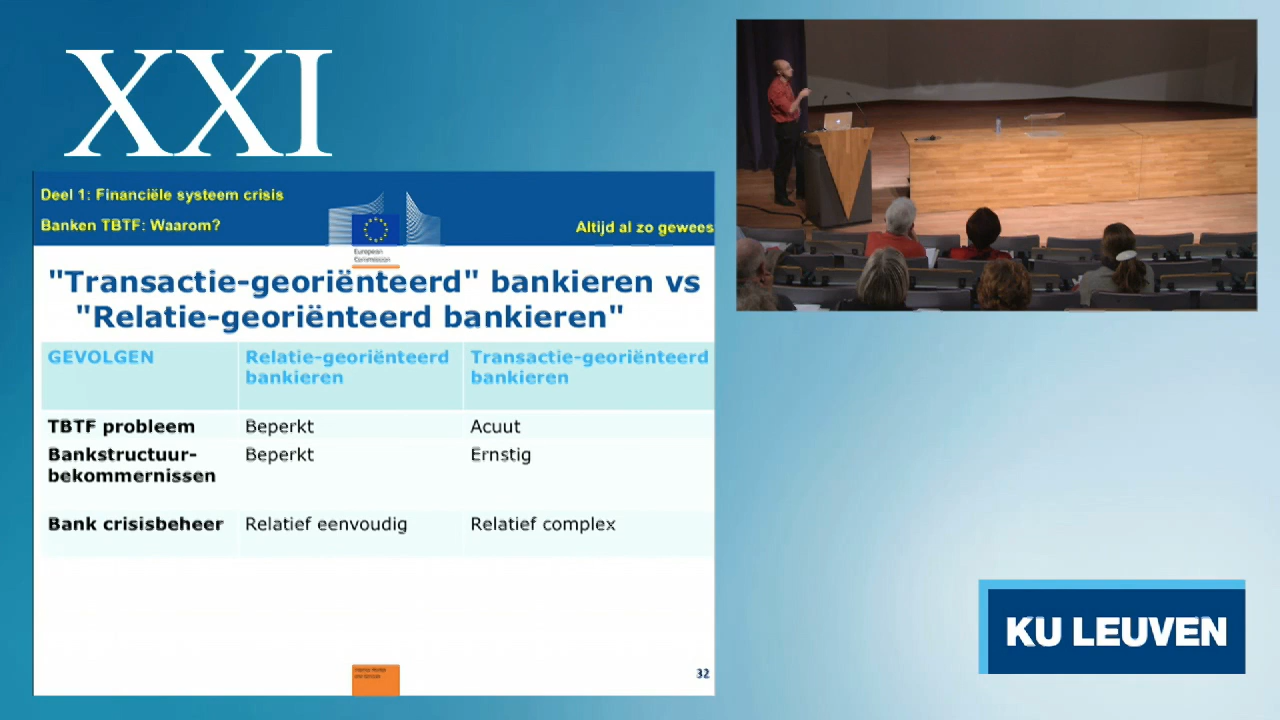 XXI
Deel 1: Financiële systeem crisis
Banken TBTF: Waarom?
Altijd al zo gewees
European
Commission
"Transactie-georiënteerd" bankieren vs
"Relatie-georiënteerd bankieren"
GEVOLGEN
Relatie-georiënteerd
bankieren
Transactie-georiënteerd
bankieren
TBTF probleem
Beperkt
Acuut
Bankstructuur-
bekommernissen
Beperkt
Ernstig
Bank crisisbeheer
Relatief eenvoudig
Relatief complex
32
KU LEUVEN